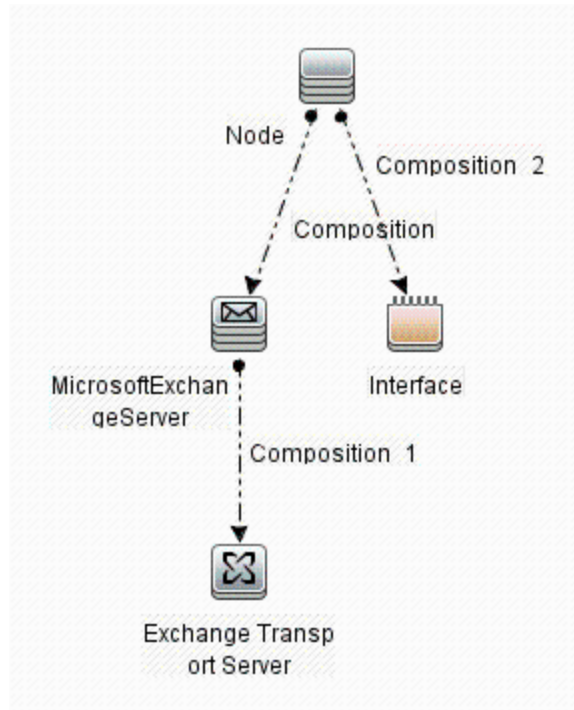 Node
Composition 2
Composition
MicrosoftExchan
geServer
Interface
Composition 1
Exchange Transp
ort Server